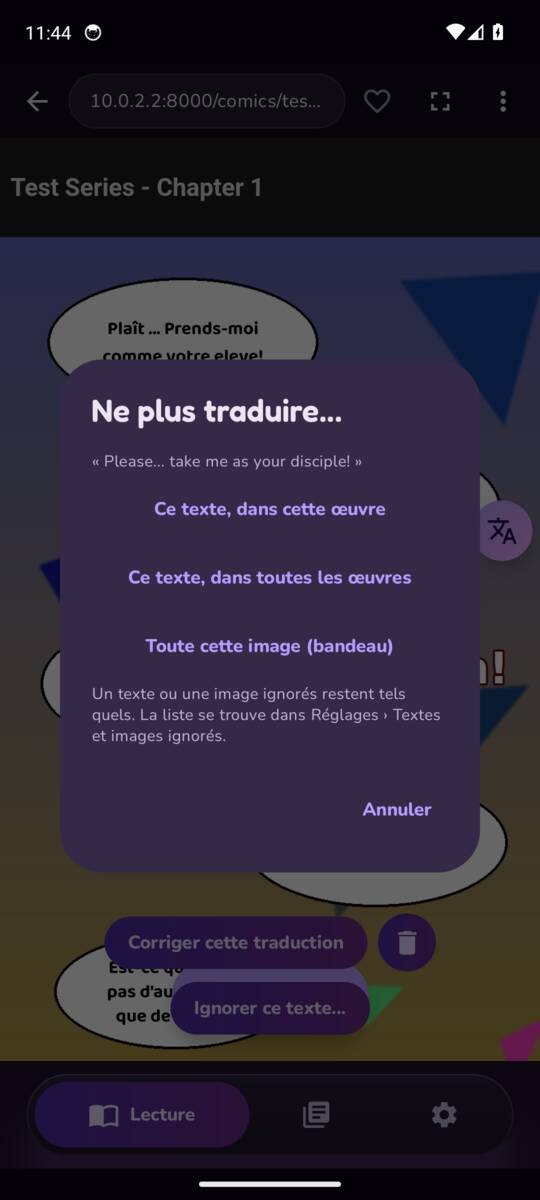 11:44
10.0.2.2:8000/comics/tes...
Test Series - Chapter 1
Plaît ... Prends-moi
comme votre eleve!
Ne plus traduire...
« Please... take me as your disciple! »
Ce texte, dans cette œuvre
Ce texte, dans toutes les œuvres
Toute cette image (bandeau)
Un texte ou une image ignorés restent tels
quels. La liste se trouve dans Réglages › Textes
et images ignorés.
Annuler
Corriger cette traduction
pas d'au
que de
Ignorer ce texte...
Lecture